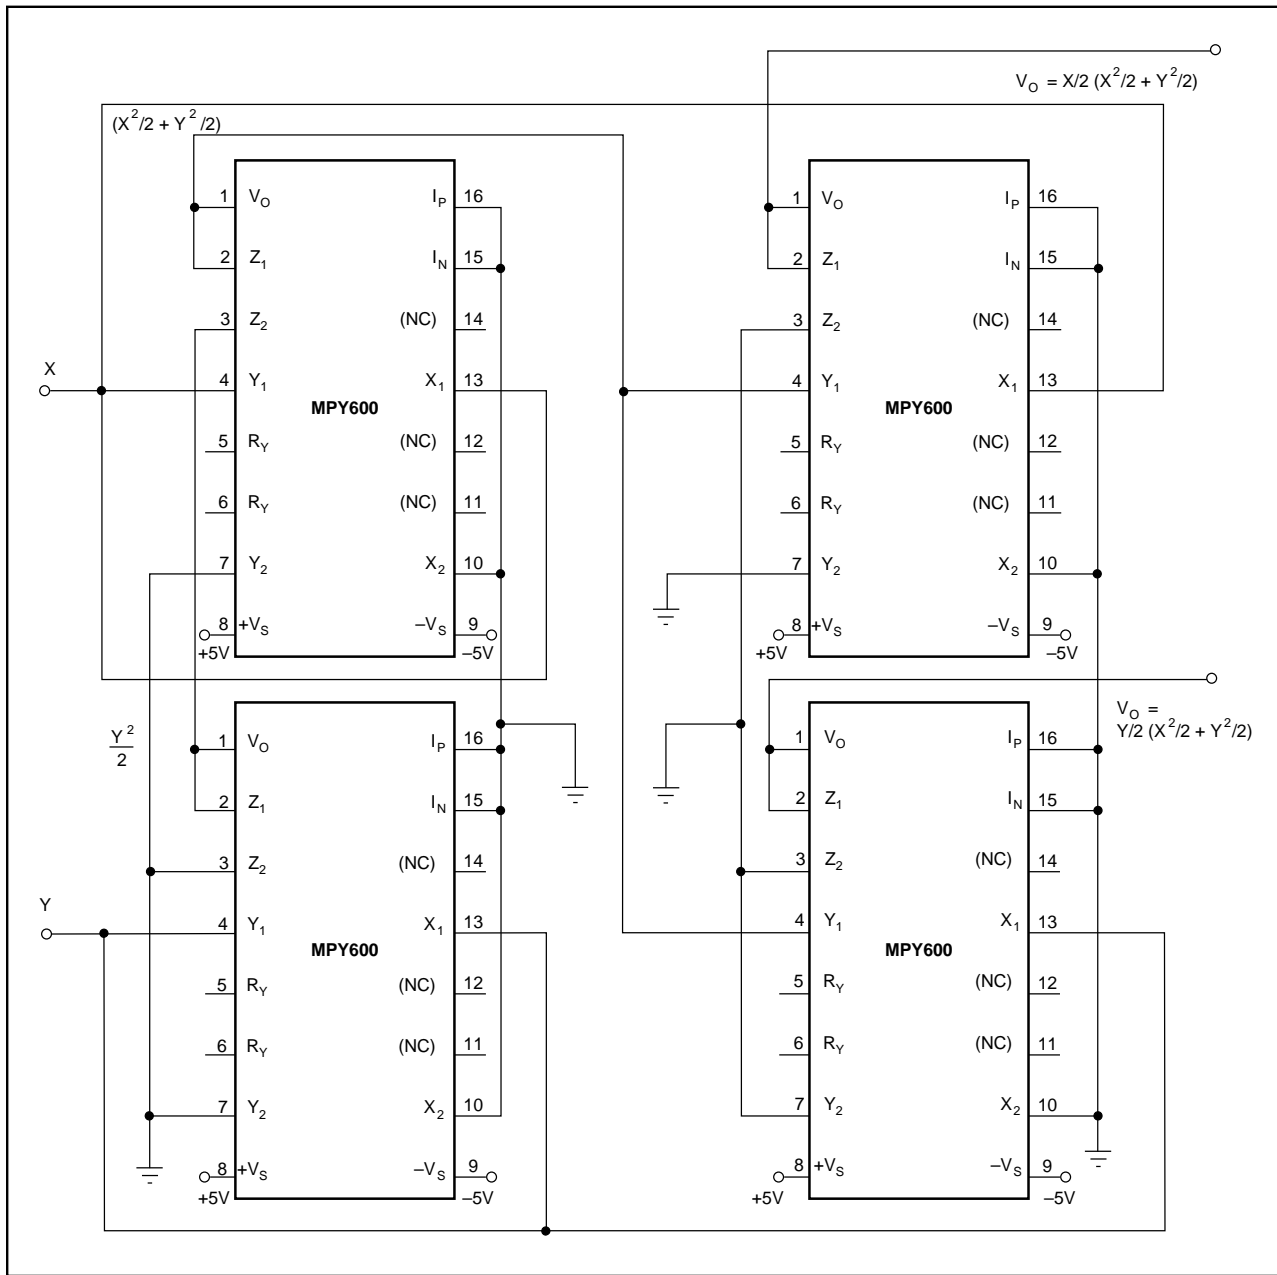 V_O = X/2 (X²/2 + Y²/2)
(X²/2 + Y²/2)
1 V_O I_P 16
2 Z_1 I_N 15
3 Z_2 (NC) 14
X
4 Y_1 X_1 13
MPY600
5 R_Y (NC) 12
6 R_Y (NC) 11
7 Y_2 X_2 10
8 +V_S –V_S 9
+5V –5V
1 V_O I_P 16
2 Z_1 I_N 15
3 Z_2 (NC) 14
4 Y_1 X_1 13
MPY600
5 R_Y (NC) 12
6 R_Y (NC) 11
7 Y_2 X_2 10
8 +V_S –V_S 9
+5V –5V
Y²
2
1 V_O I_P 16
2 Z_1 I_N 15
3 Z_2 (NC) 14
Y
4 Y_1 X_1 13
MPY600
5 R_Y (NC) 12
6 R_Y (NC) 11
7 Y_2 X_2 10
8 +V_S –V_S 9
+5V –5V
V_O =
Y/2 (X²/2 + Y²/2)
1 V_O I_P 16
2 Z_1 I_N 15
3 Z_2 (NC) 14
4 Y_1 X_1 13
MPY600
5 R_Y (NC) 12
6 R_Y (NC) 11
7 Y_2 X_2 10
8 +V_S –V_S 9
+5V –5V